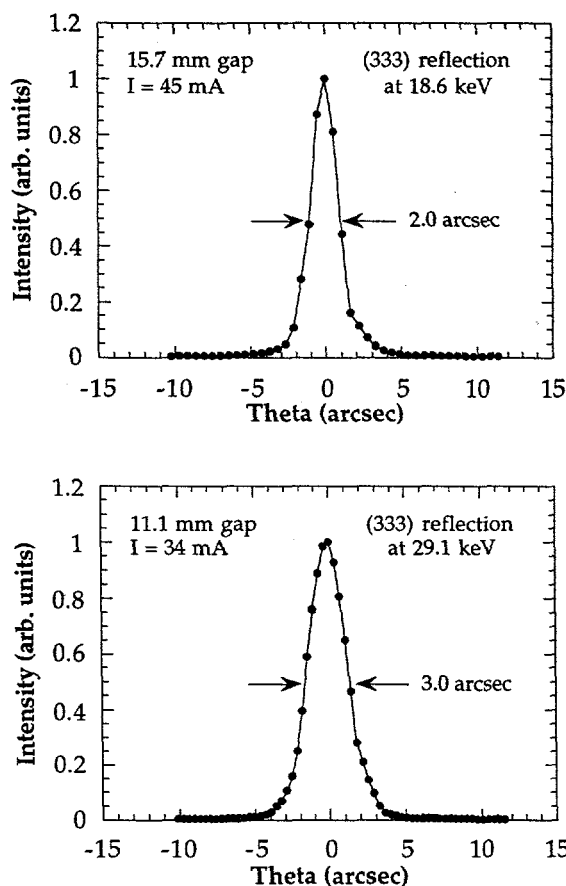 1.2
15.7 mm gap
I = 45 mA
(333) reflection
at 18.6 keV
1
0.8
0.6
2.0 arcsec
0.4
0.2
0
Intensity (arb. units)
-15 -10 -5 0 5 10 15
Theta (arcsec)
1.2
11.1 mm gap
I = 34 mA
(333) reflection
at 29.1 keV
1
0.8
0.6
3.0 arcsec
0.4
0.2
0
Intensity (arb. units)
-15 -10 -5 0 5 10 15
Theta (arcsec)